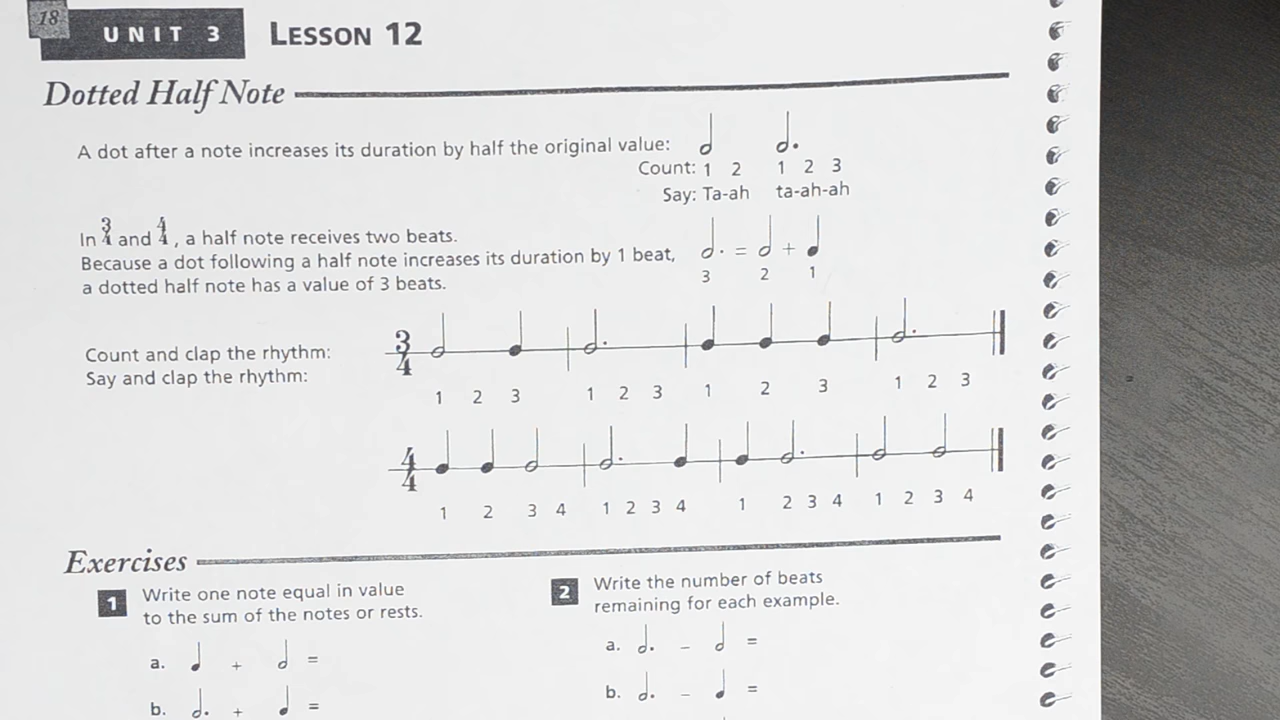 18
UNIT 3 LESSON 12
Dotted Half Note
A dot after a note increases its duration by half the original value:
Count: 1 2 1 2 3
Say: Ta-ah ta-ah-ah
In 3/4 and 4/4, a half note receives two beats.
Because a dot following a half note increases its duration by 1 beat, = +
a dotted half note has a value of 3 beats. 3 2 1
Count and clap the rhythm: 3/4
Say and clap the rhythm:
1 2 3 1 2 3 1 2 3 1 2 3
4/4
1 2 3 4 1 2 3 4 1 2 3 4 1 2 3 4
Exercises
1 Write one note equal in value
to the sum of the notes or rests.
a. + =
b. + =
2 Write the number of beats
remaining for each example.
a. – =
b. – =